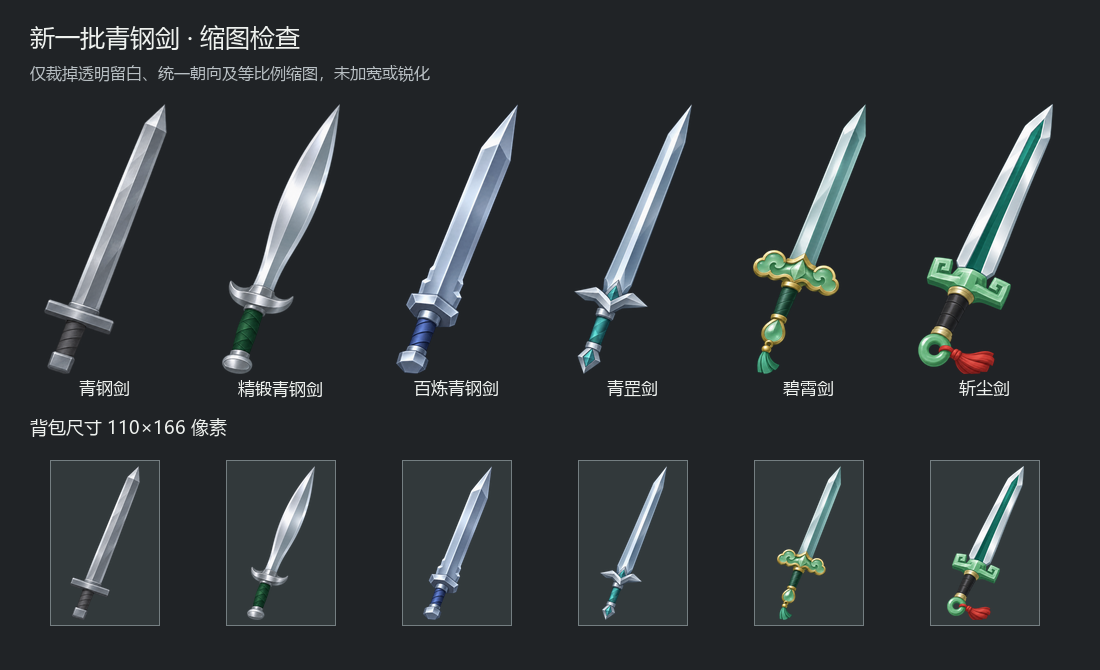 新一批青钢剑 · 缩图检查
仅裁掉透明留白、统一朝向及等比例缩图，未加宽或锐化
青钢剑
精锻青钢剑
百炼青钢剑
青罡剑
碧霄剑
斩尘剑
背包尺寸 110×166 像素